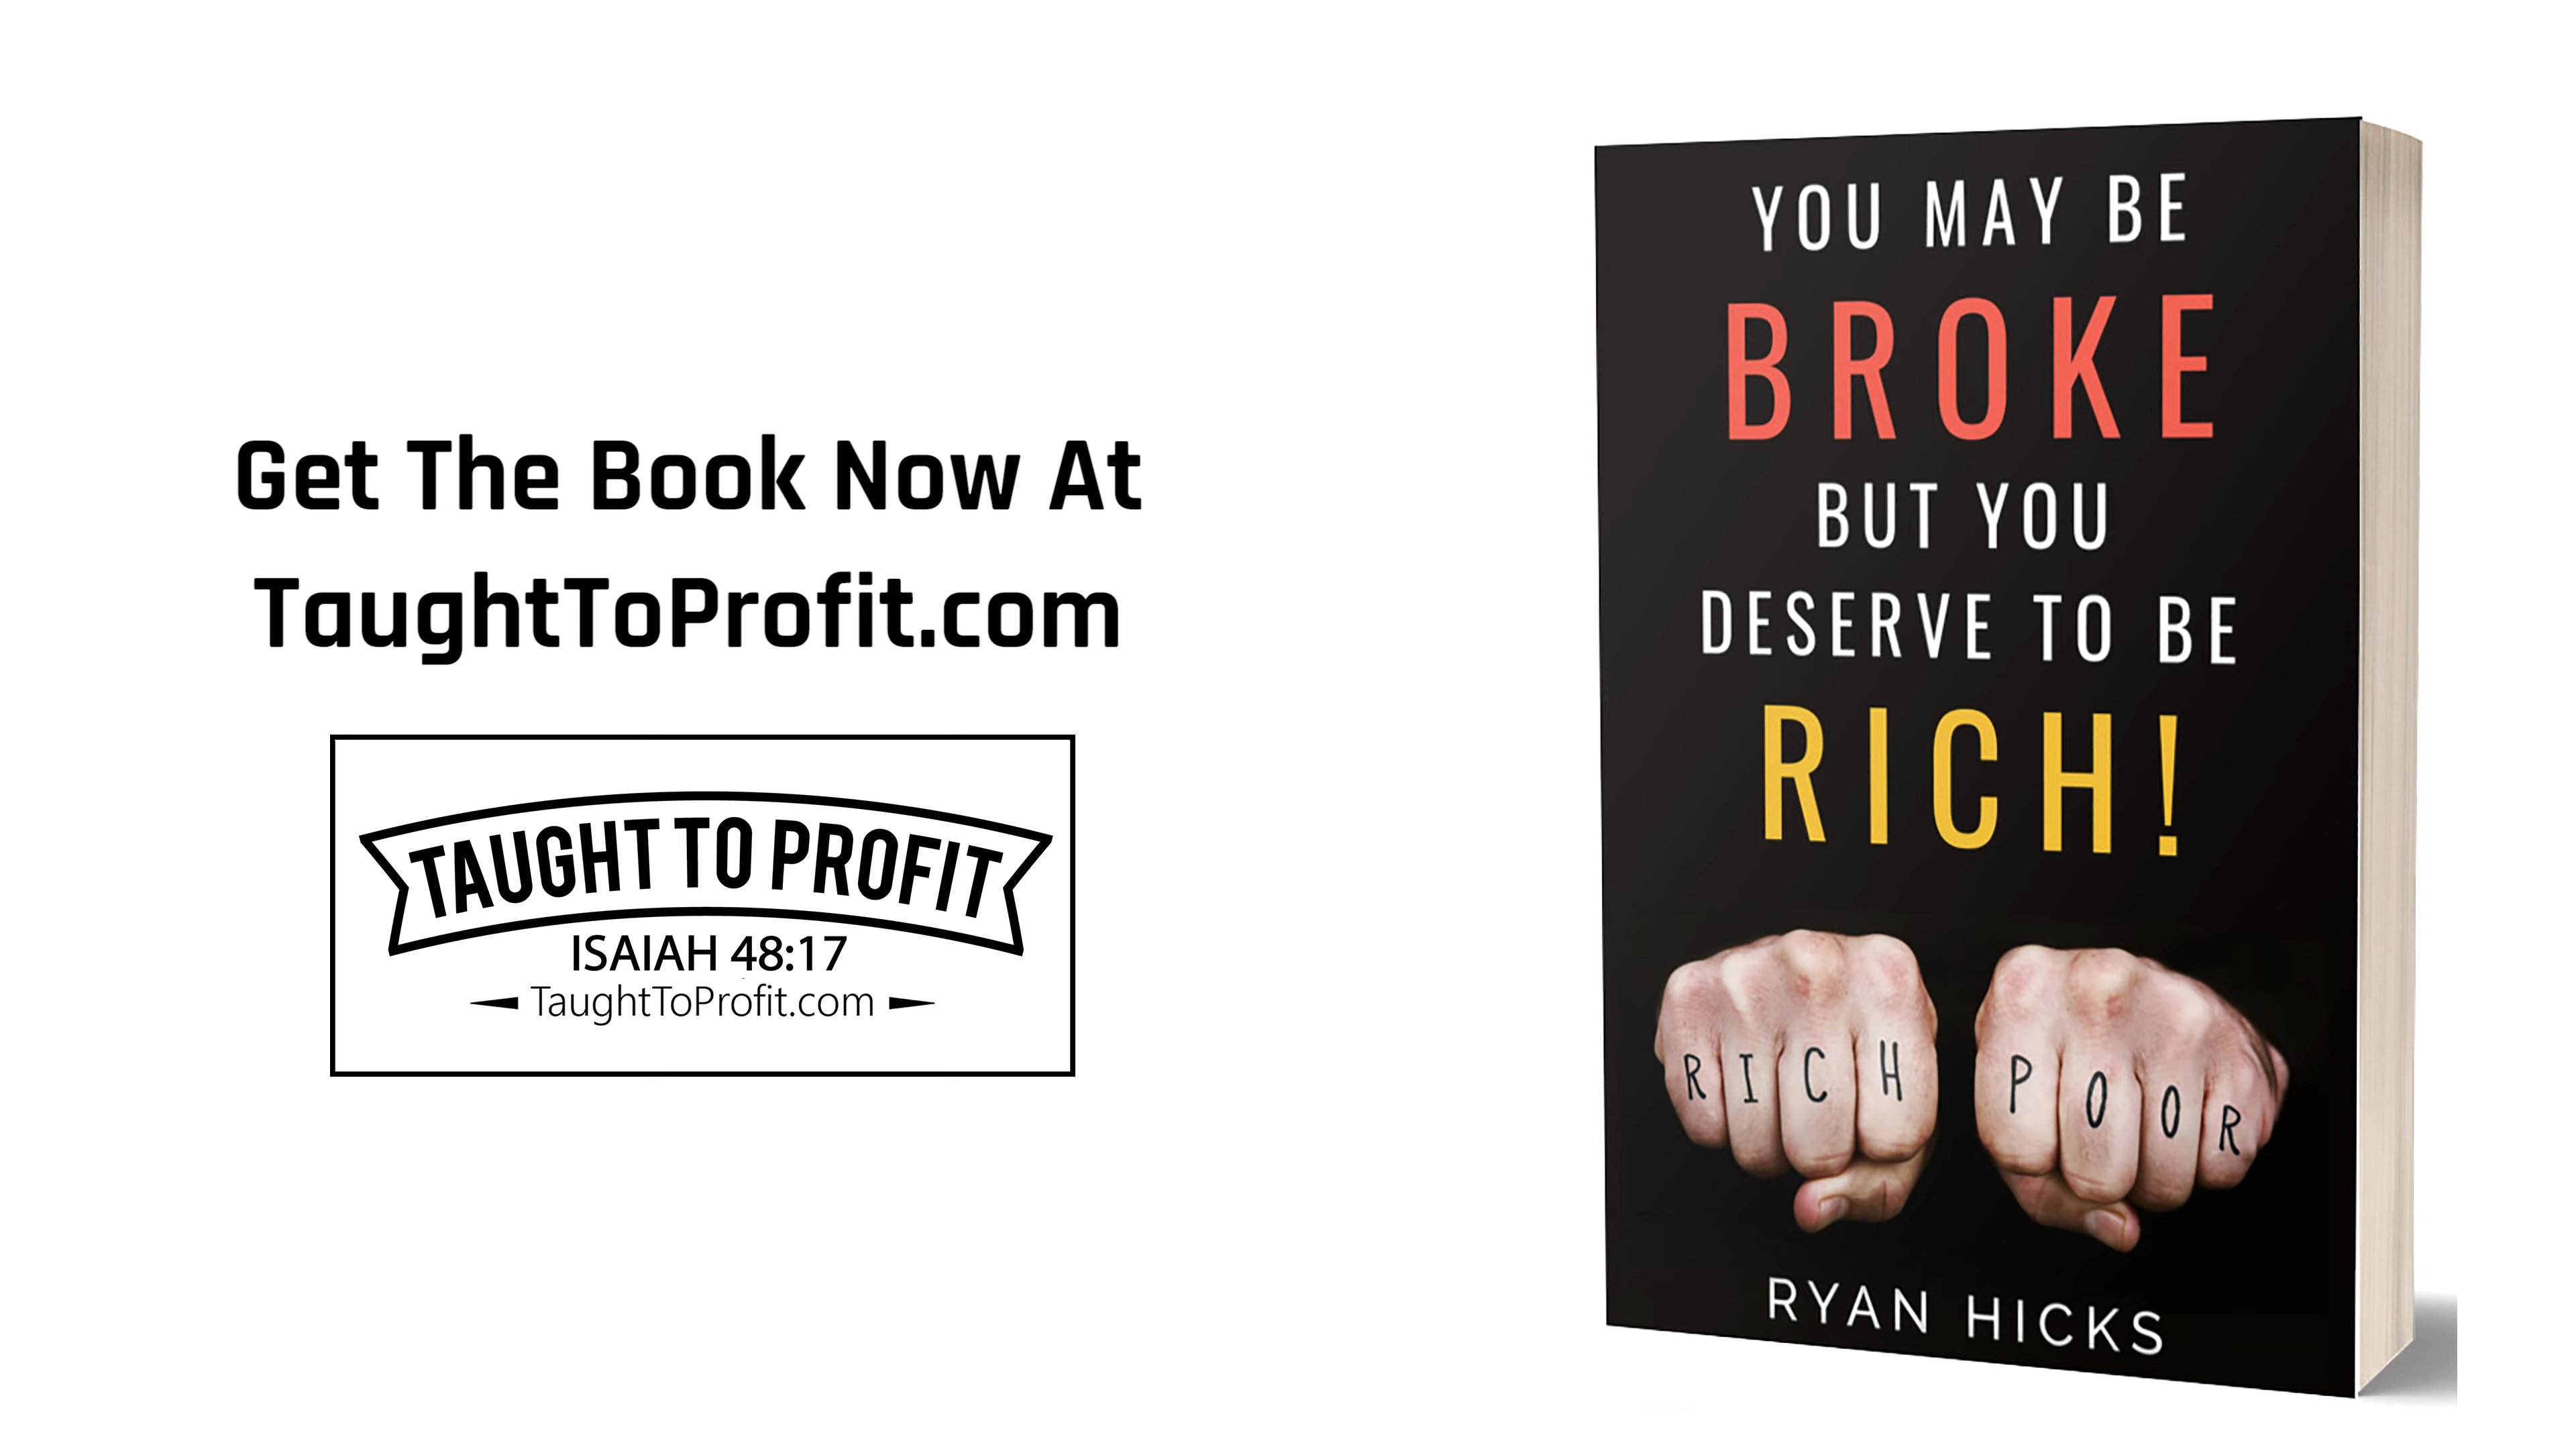 Get The Book Now At
TaughtToProfit.com
TAUGHT TO PROFIT
ISAIAH 48:17
TaughtToProfit.com
YOU MAY BE
BROKE
BUT YOU
DESERVE TO BE
RICH!
RICH POOR
RYAN HICKS